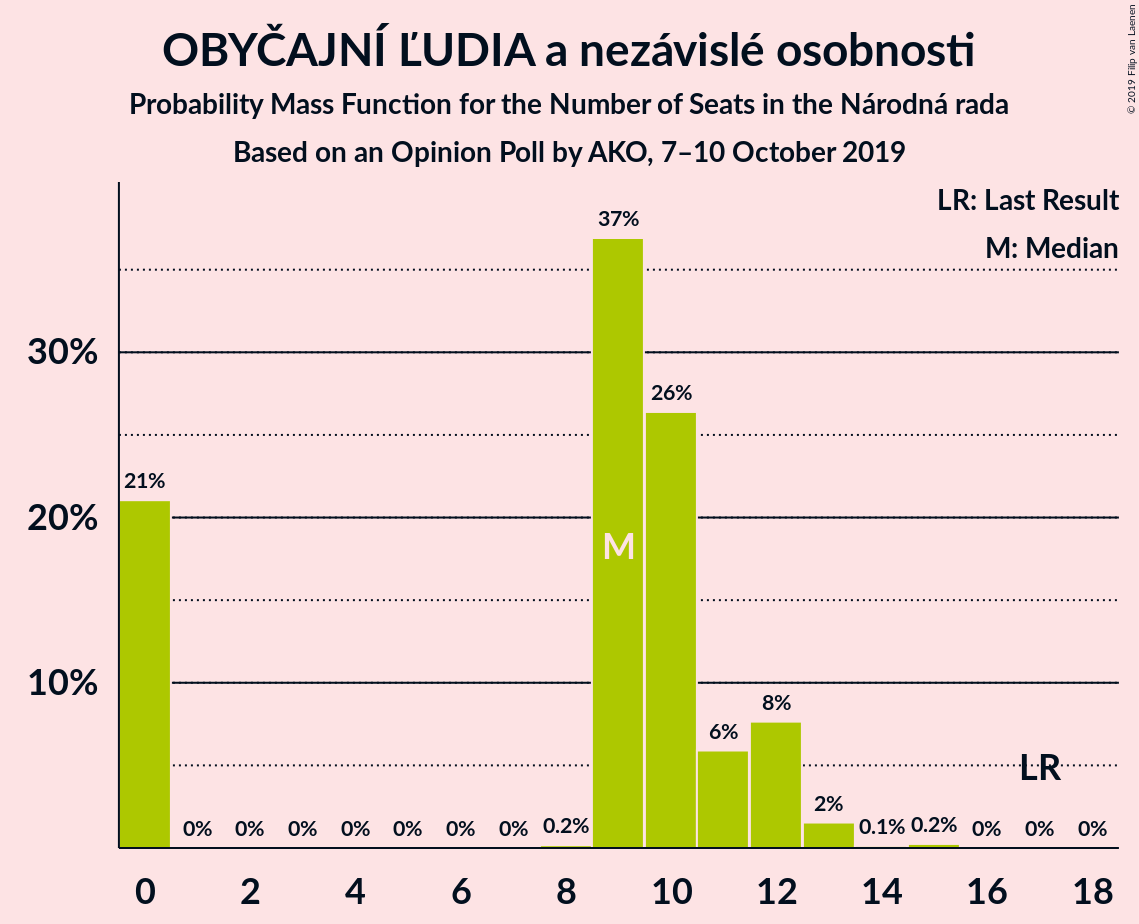 OBYČAJNÍ ĽUDIA a nezávislé osobnosti
Probability Mass Function for the Number of Seats in the Národná rada
Based on an Opinion Poll by AKO, 7–10 October 2019
© 2019 Filip van Laenen
LR: Last Result
M: Median
30%
20%
10%
21%
0%
0%
0%
0%
0%
0%
0%
0.2%
37%
26%
6%
8%
2%
0.1%
0.2%
0%
0%
0%
M
LR
0 2 4 6 8 10 12 14 16 18